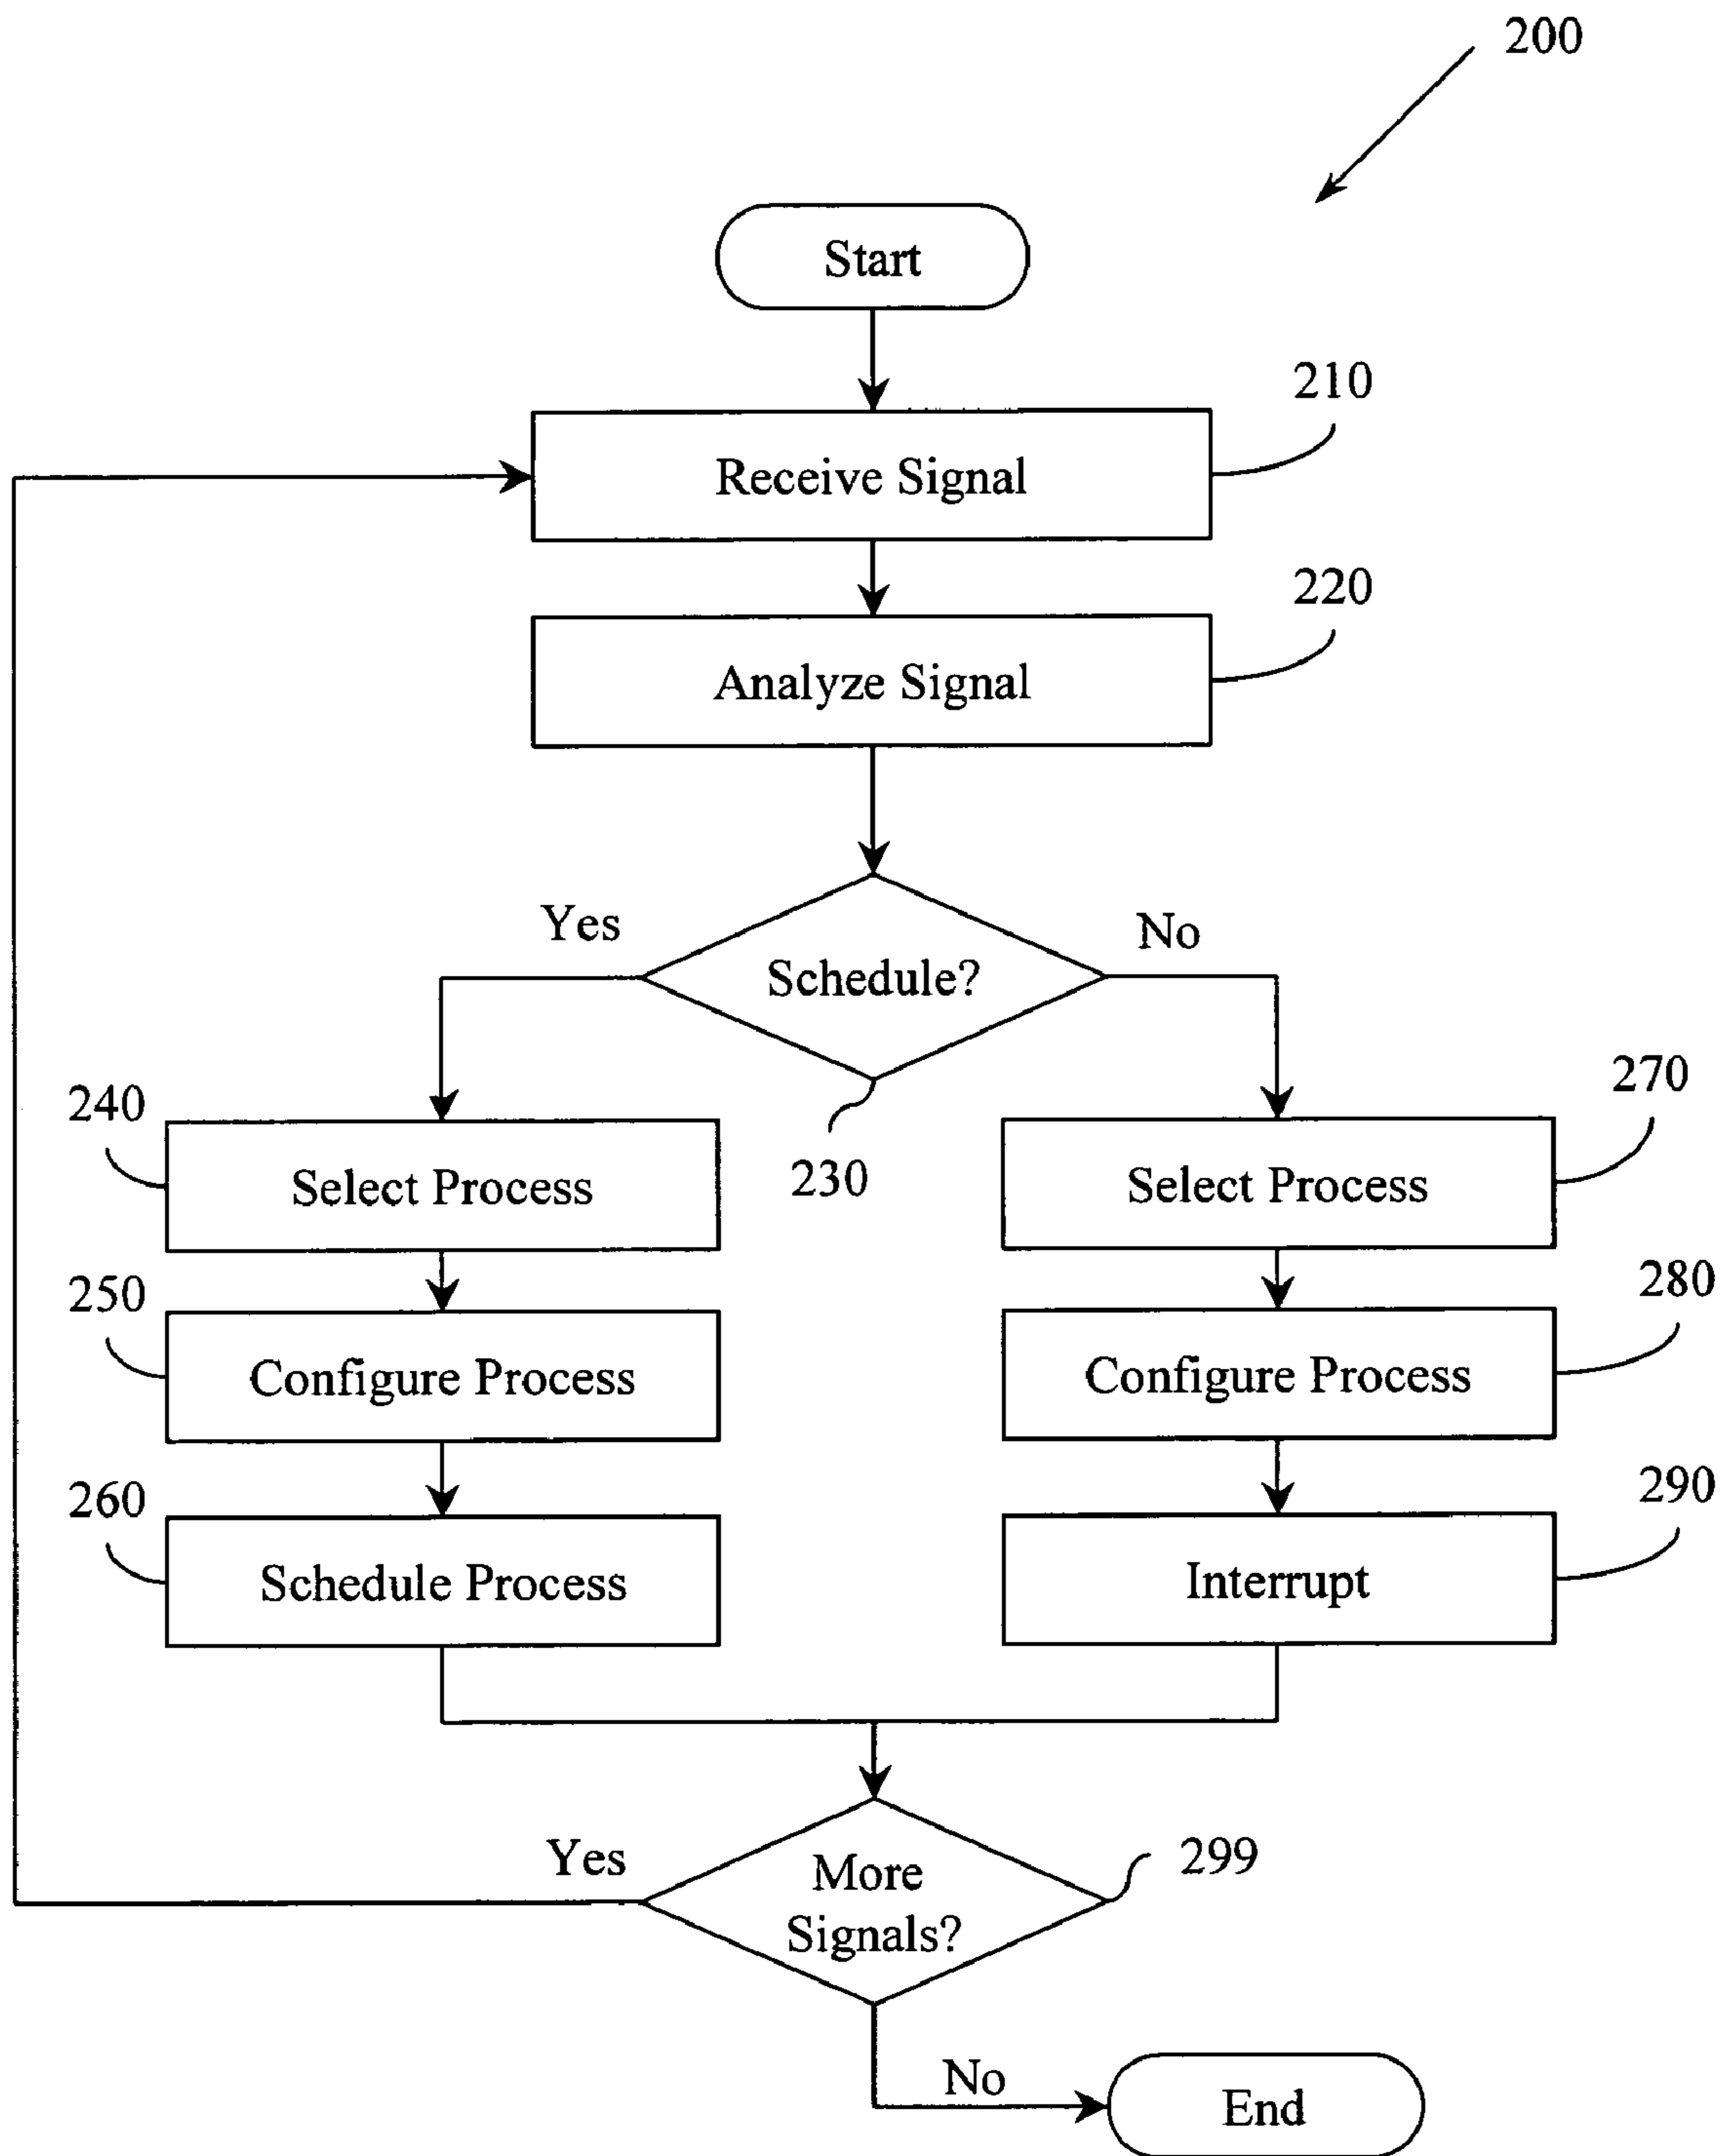 200
Start
210
Receive Signal
220
Analyze Signal
Yes
No
Schedule?
230
240
Select Process
270
Select Process
250
Configure Process
280
Configure Process
260
Schedule Process
290
Interrupt
Yes
More
Signals?
299
No
End